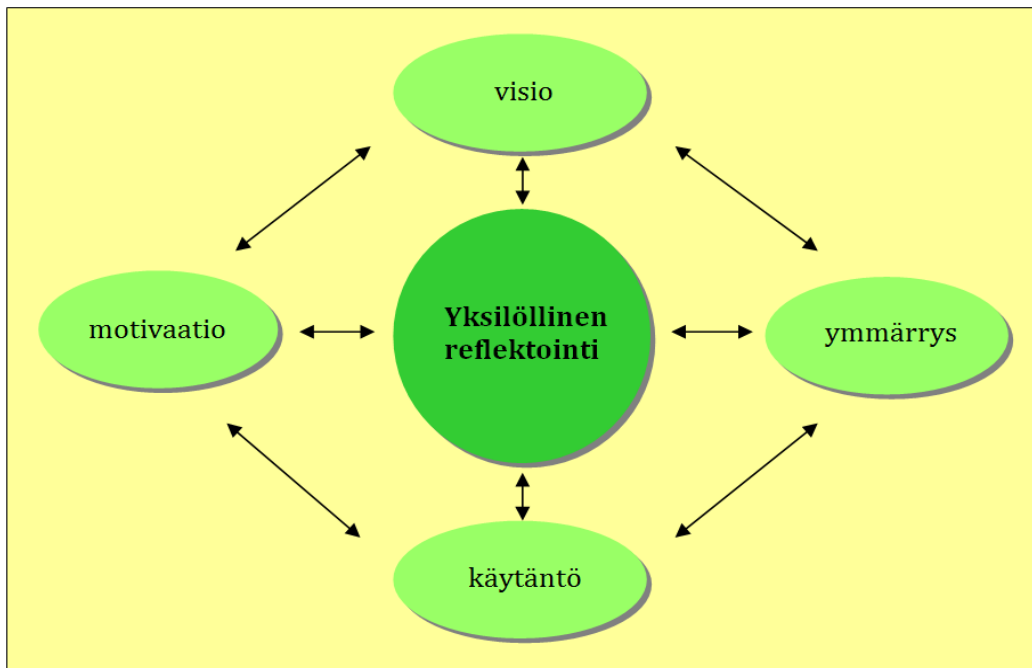 visio
motivaatio
Yksilöllinen
reflektointi
ymmärrys
käytäntö